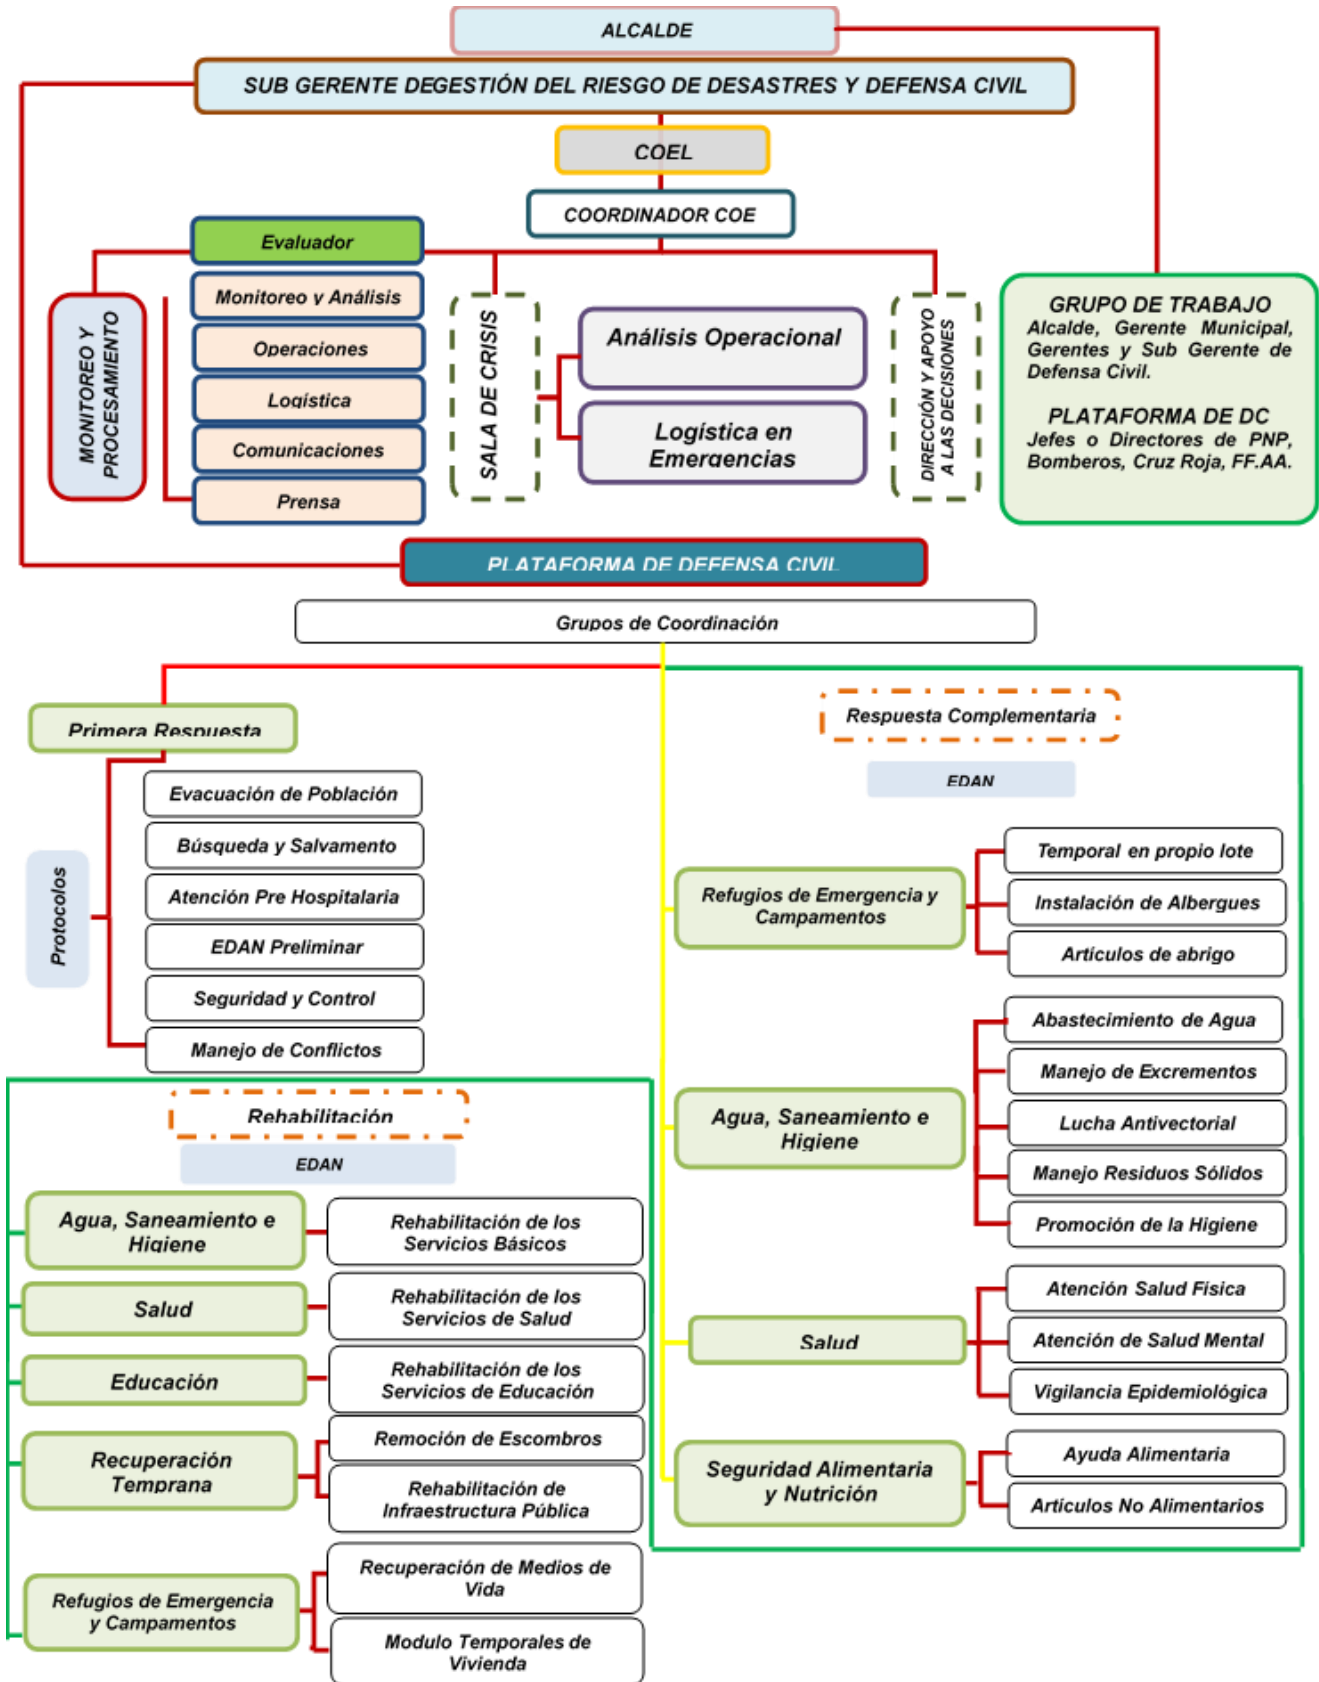 ALCALDE
SUB GERENTE DEGESTIÓN DEL RIESGO DE DESASTRES Y DEFENSA CIVIL
COEL
COORDINADOR COE
MONITOREO Y
PROCESAMIENTO
Evaluador
Monitoreo y Análisis
Operaciones
Logística
Comunicaciones
Prensa
SALA DE CRISIS
Análisis Operacional
Logística en
Emergencias
DIRECCIÓN Y APOYO
A LAS DECISIONES
GRUPO DE TRABAJO
Alcalde, Gerente Municipal,
Gerentes y Sub Gerente de
Defensa Civil.
PLATAFORMA DE DC
Jefes o Directores de PNP,
Bomberos, Cruz Roja, FF.AA.
PLATAFORMA DE DEFENSA CIVIL
Grupos de Coordinación
Primera Respuesta
Protocolos
Evacuación de Población
Búsqueda y Salvamento
Atención Pre Hospitalaria
EDAN Preliminar
Seguridad y Control
Manejo de Conflictos
Respuesta Complementaria
EDAN
Refugios de Emergencia y
Campamentos
Temporal en propio lote
Instalación de Albergues
Artículos de abrigo
Agua, Saneamiento e
Higiene
Abastecimiento de Agua
Manejo de Excrementos
Lucha Antivectorial
Manejo Residuos Sólidos
Promoción de la Higiene
Salud
Atención Salud Física
Atención de Salud Mental
Vigilancia Epidemiológica
Seguridad Alimentaria
y Nutrición
Ayuda Alimentaria
Artículos No Alimentarios
Rehabilitación
EDAN
Agua, Saneamiento e
Higiene
Rehabilitación de los
Servicios Básicos
Salud
Rehabilitación de los
Servicios de Salud
Educación
Rehabilitación de los
Servicios de Educación
Recuperación
Temprana
Remoción de Escombros
Rehabilitación de
Infraestructura Pública
Refugios de Emergencia
y Campamentos
Recuperación de Medios de
Vida
Modulo Temporales de
Vivienda